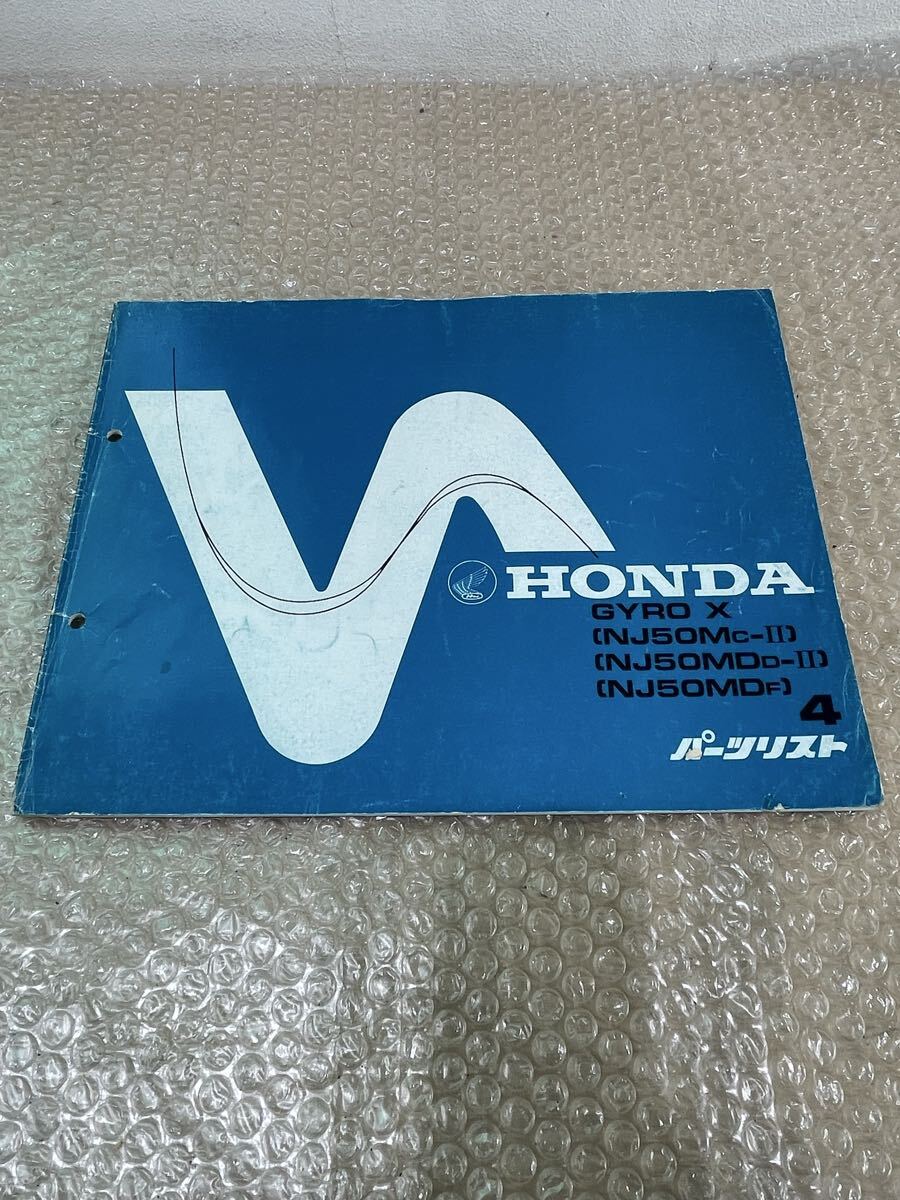 HONDA
GYRO X
(NJ50MC-II)
(NJ50MDD-II)
(NJ50MDF)
4
パーツリスト